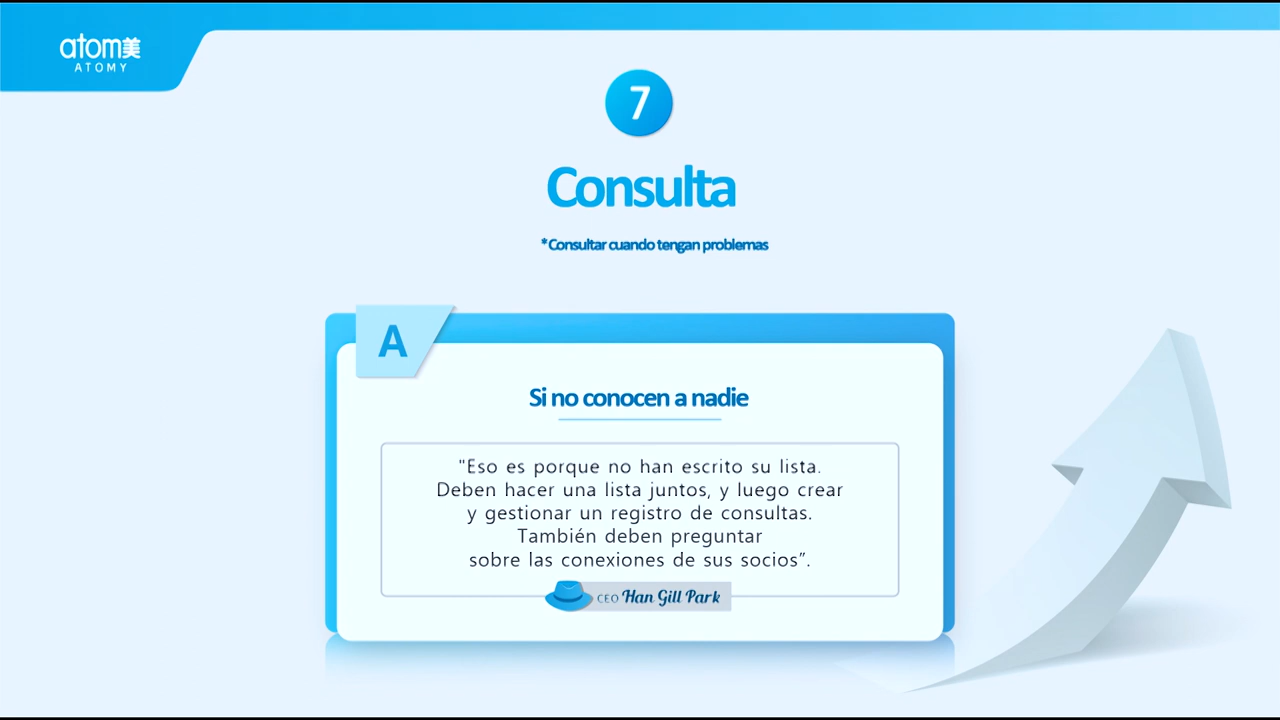 atom美
ATOMY
7
Consulta
*Consultar cuando tengan problemas
A
Si no conocen a nadie
"Eso es porque no han escrito su lista.
Deben hacer una lista juntos, y luego crear
y gestionar un registro de consultas.
También deben preguntar
sobre las conexiones de sus socios”.
CEO Han Gill Park